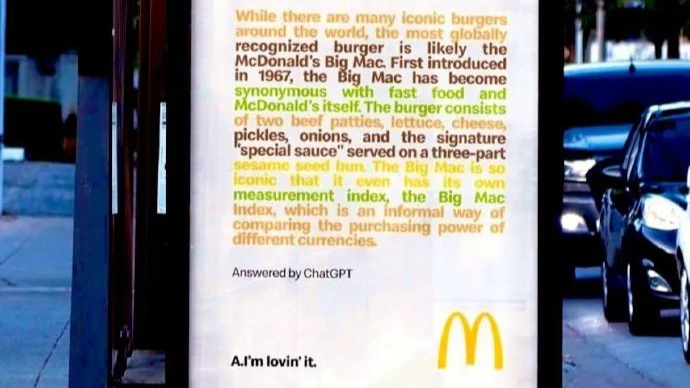 While there are many iconic burgers
around the world, the most globally
recognized burger is likely the
McDonald's Big Mac. First introduced
in 1967, the Big Mac has become
synonymous with fast food and
McDonald's itself. The burger consists
of two beef patties, lettuce, cheese,
pickles, onions, and the signature
"special sauce" served on a three-part
sesame seed bun. The Big Mac is so
iconic that it even has its own
measurement index, the Big Mac
Index, which is an informal way of
comparing the purchasing power of
different currencies.
Answered by ChatGPT
A.I'm lovin' it.